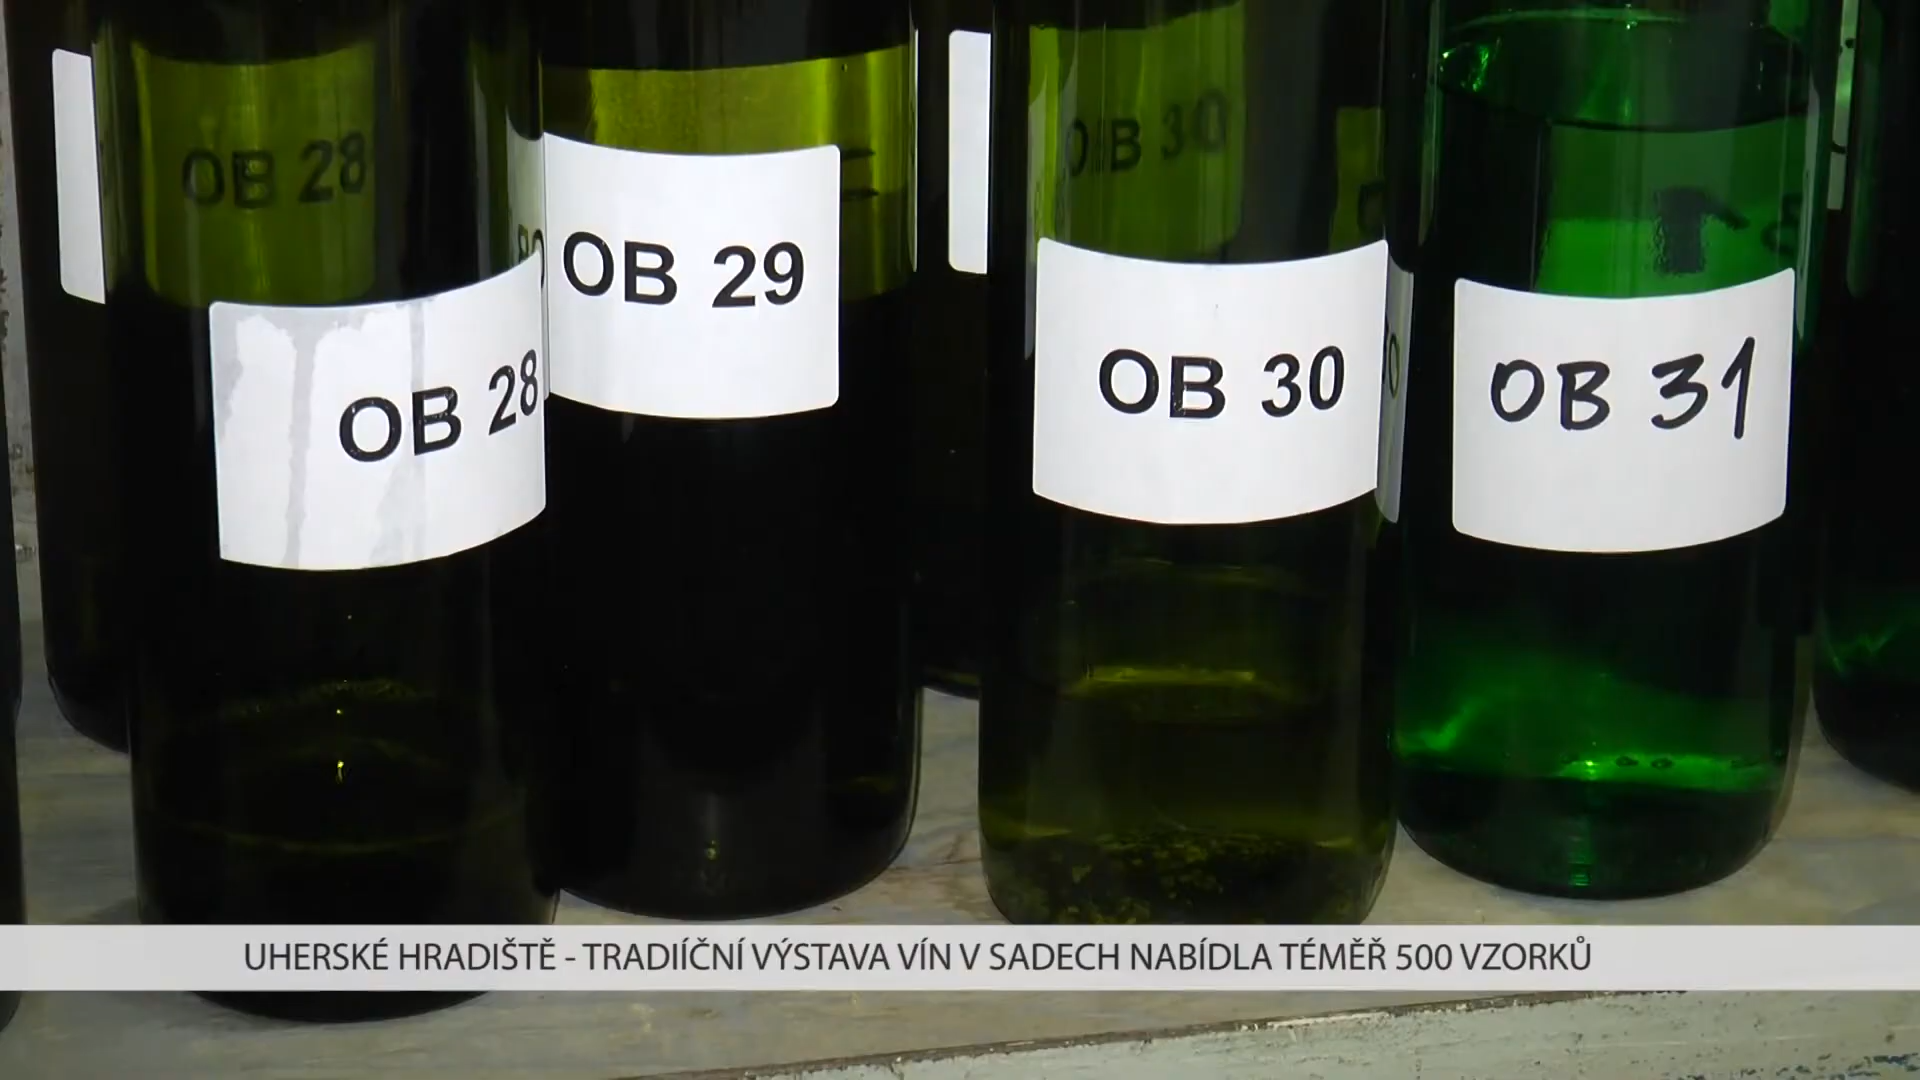 OB 28
OB 30
OB 29
OB 28
OB 30
OB 31
UHERSKÉ HRADIŠTĚ - TRADIÍČNÍ VÝSTAVA VÍN V SADECH NABÍDLA TÉMĚŘ 500 VZORKŮ